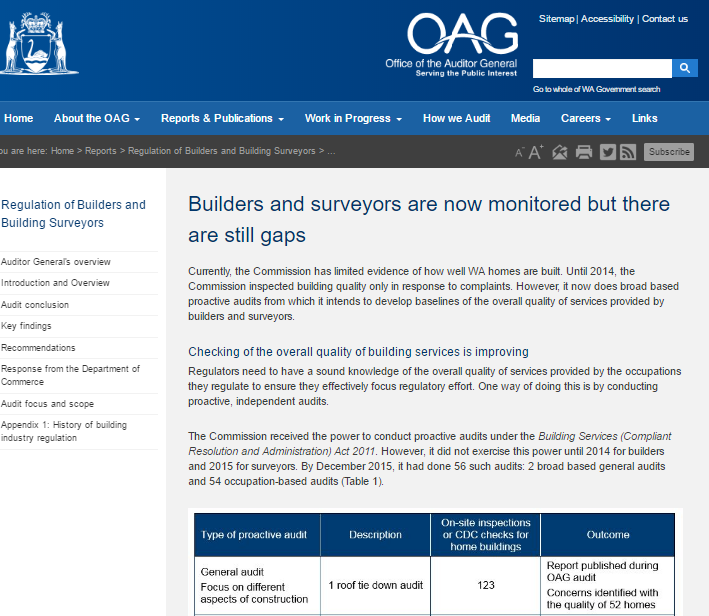 OAG
Office of the Auditor General
Serving the Public Interest
Sitemap | Accessibility | Contact us
Go to whole of WA Government search
Home About the OAG Reports & Publications Work in Progress How we Audit Media Careers Links
ou are here: Home > Reports > Regulation of Builders and Building Surveyors > ...
A- A+ Subscribe
Regulation of Builders and
Building Surveyors
Auditor General's overview
Introduction and Overview
Audit conclusion
Key findings
Recommendations
Response from the Department of
Commerce
Audit focus and scope
Appendix 1: History of building
industry regulation
Builders and surveyors are now monitored but there
are still gaps
Currently, the Commission has limited evidence of how well WA homes are built. Until 2014, the
Commission inspected building quality only in response to complaints. However, it now does broad based
proactive audits from which it intends to develop baselines of the overall quality of services provided by
builders and surveyors.
Checking of the overall quality of building services is improving
Regulators need to have a sound knowledge of the overall quality of services provided by the occupations
they regulate to ensure they effectively focus regulatory effort. One way of doing this is by conducting
proactive, independent audits.
The Commission received the power to conduct proactive audits under the Building Services (Compliant
Resolution and Administration) Act 2011. However, it did not exercise this power until 2014 for builders
and 2015 for surveyors. By December 2015, it had done 56 such audits: 2 broad based general audits
and 54 occupation-based audits (Table 1).
Type of proactive audit
Description
On-site inspections
or CDC checks for
home buildings
Outcome
General audit
Focus on different
aspects of construction
1 roof tie down audit
123
Report published during
OAG audit
Concerns identified with
the quality of 52 homes